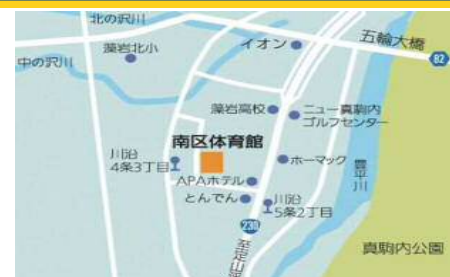 北の沢川
五輪大橋
藻岩北小
イオン
中の沢川
82
藻岩高校
ニュー真駒内
ゴルフセンター
南区体育館
川沿
4条3丁目
ホーマック
豊平川
APAホテル
とんでん
川沿
5条2丁目
230
真駒内公園